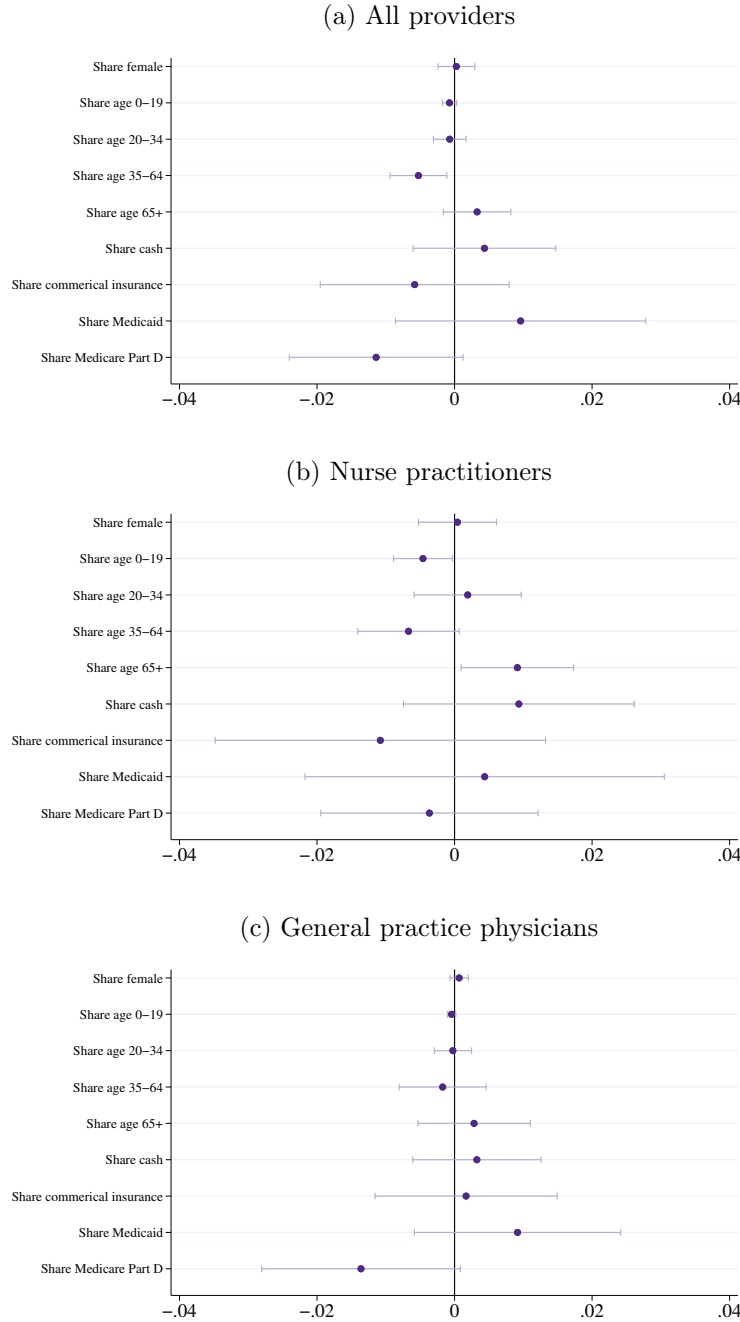 (a) All providers
Share female
Share age 0−19
Share age 20−34
Share age 35−64
Share age 65+
Share cash
Share commerical insurance
Share Medicaid
Share Medicare Part D
−.04 −.02 0 .02 .04
(b) Nurse practitioners
Share female
Share age 0−19
Share age 20−34
Share age 35−64
Share age 65+
Share cash
Share commerical insurance
Share Medicaid
Share Medicare Part D
−.04 −.02 0 .02 .04
(c) General practice physicians
Share female
Share age 0−19
Share age 20−34
Share age 35−64
Share age 65+
Share cash
Share commerical insurance
Share Medicaid
Share Medicare Part D
−.04 −.02 0 .02 .04